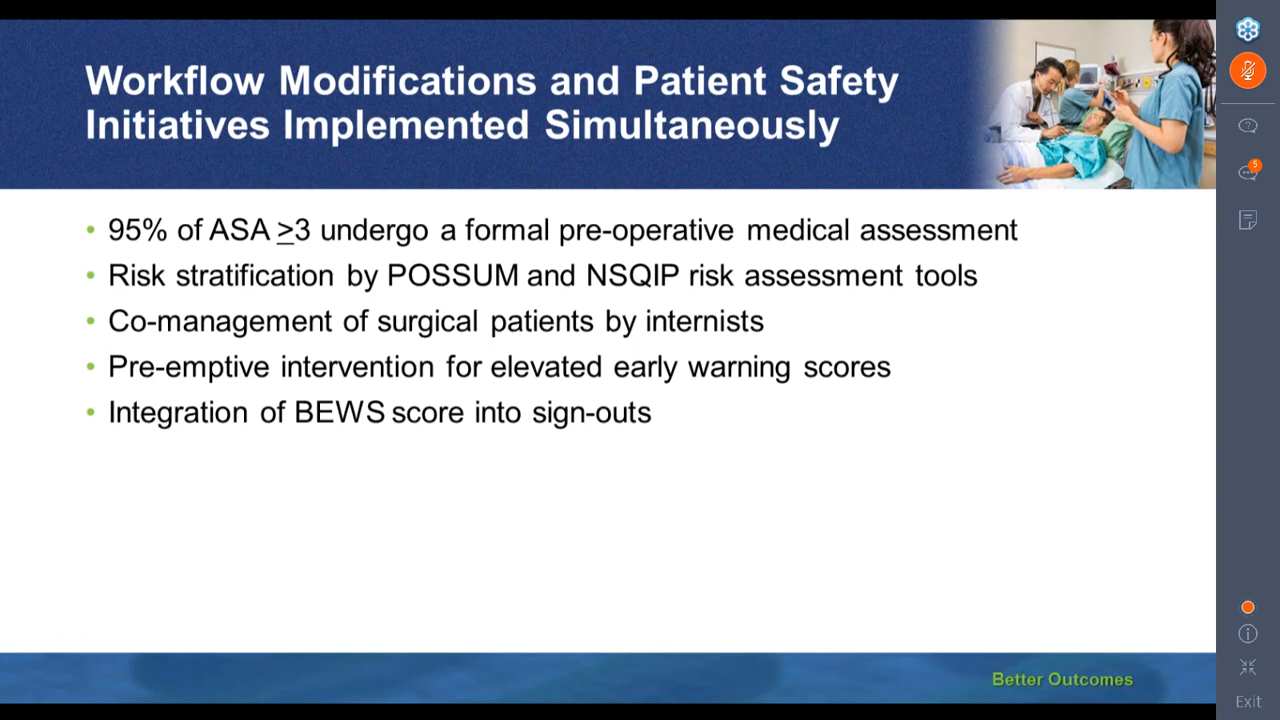 Workflow Modifications and Patient Safety
Initiatives Implemented Simultaneously
• 95% of ASA >3 undergo a formal pre-operative medical assessment
• Risk stratification by POSSUM and NSQIP risk assessment tools
• Co-management of surgical patients by internists
• Pre-emptive intervention for elevated early warning scores
• Integration of BEWS score into sign-outs
Better Outcomes
5
Exit